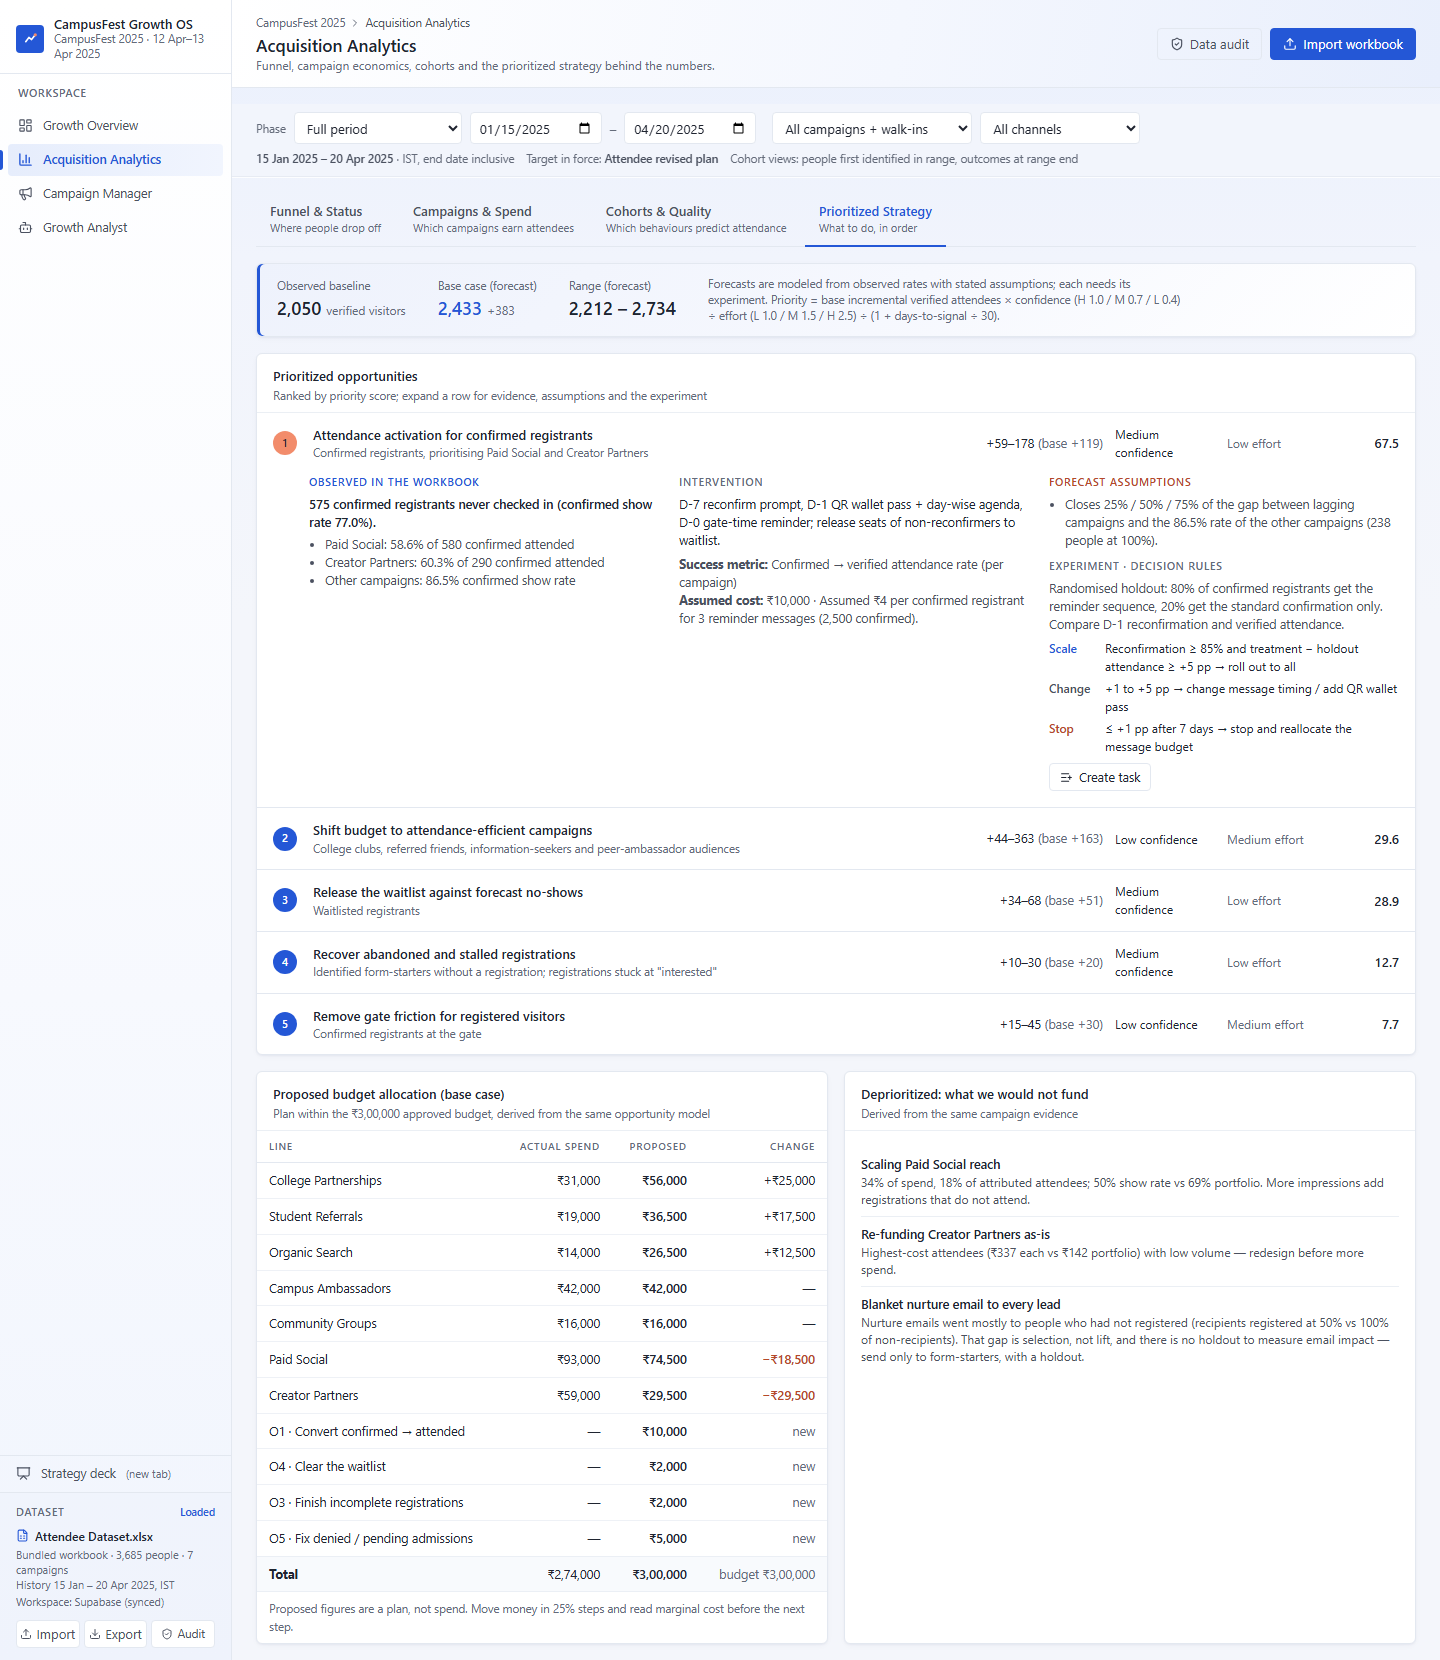 CampusFest Growth OS
CampusFest 2025 · 12 Apr–13
Apr 2025
WORKSPACE
Growth Overview
Acquisition Analytics
Campaign Manager
Growth Analyst
CampusFest 2025 > Acquisition Analytics
Acquisition Analytics
Funnel, campaign economics, cohorts and the prioritized strategy behind the numbers.
Data audit
Import workbook
Phase Full period 01/15/2025 – 04/20/2025 All campaigns + walk-ins All channels
15 Jan 2025 – 20 Apr 2025 · IST, end date inclusive Target in force: Attendee revised plan Cohort views: people first identified in range, outcomes at range end
Funnel & Status
Where people drop off
Campaigns & Spend
Which campaigns earn attendees
Cohorts & Quality
Which behaviours predict attendance
Prioritized Strategy
What to do, in order
Observed baseline
2,050 verified visitors
Base case (forecast)
2,433 +383
Range (forecast)
2,212 – 2,734
Forecasts are modeled from observed rates with stated assumptions; each needs its
experiment. Priority = base incremental verified attendees × confidence (H 1.0 / M 0.7 / L 0.4)
÷ effort (L 1.0 / M 1.5 / H 2.5) ÷ (1 + days-to-signal ÷ 30).
Prioritized opportunities
Ranked by priority score; expand a row for evidence, assumptions and the experiment
1
Attendance activation for confirmed registrants
Confirmed registrants, prioritising Paid Social and Creator Partners
+59–178 (base +119)
Medium
confidence
Low effort
67.5
OBSERVED IN THE WORKBOOK
575 confirmed registrants never checked in (confirmed show
rate 77.0%).
• Paid Social: 58.6% of 580 confirmed attended
• Creator Partners: 60.3% of 290 confirmed attended
• Other campaigns: 86.5% confirmed show rate
INTERVENTION
D-7 reconfirm prompt, D-1 QR wallet pass + day-wise agenda,
D-0 gate-time reminder; release seats of non-reconfirmers to
waitlist.
Success metric: Confirmed → verified attendance rate (per
campaign)
Assumed cost: ₹10,000 · Assumed ₹4 per confirmed registrant
for 3 reminder messages (2,500 confirmed).
FORECAST ASSUMPTIONS
• Closes 25% / 50% / 75% of the gap between lagging
campaigns and the 86.5% rate of the other campaigns (238
people at 100%).
EXPERIMENT · DECISION RULES
Randomised holdout: 80% of confirmed registrants get the
reminder sequence, 20% get the standard confirmation only.
Compare D-1 reconfirmation and verified attendance.
Scale Reconfirmation ≥ 85% and treatment − holdout
attendance ≥ +5 pp → roll out to all
Change +1 to +5 pp → change message timing / add QR wallet
pass
Stop ≤ +1 pp after 7 days → stop and reallocate the
message budget
Create task
2
Shift budget to attendance-efficient campaigns
College clubs, referred friends, information-seekers and peer-ambassador audiences
+44–363 (base +163)
Low confidence
Medium effort
29.6
3
Release the waitlist against forecast no-shows
Waitlisted registrants
+34–68 (base +51)
Medium
confidence
Low effort
28.9
4
Recover abandoned and stalled registrations
Identified form-starters without a registration; registrations stuck at "interested"
+10–30 (base +20)
Medium
confidence
Low effort
12.7
5
Remove gate friction for registered visitors
Confirmed registrants at the gate
+15–45 (base +30)
Low confidence
Medium effort
7.7
Proposed budget allocation (base case)
Plan within the ₹3,00,000 approved budget, derived from the same opportunity model
LINE ACTUAL SPEND PROPOSED CHANGE
College Partnerships ₹31,000 ₹56,000 +₹25,000
Student Referrals ₹19,000 ₹36,500 +₹17,500
Organic Search ₹14,000 ₹26,500 +₹12,500
Campus Ambassadors ₹42,000 ₹42,000 —
Community Groups ₹16,000 ₹16,000 —
Paid Social ₹93,000 ₹74,500 −₹18,500
Creator Partners ₹59,000 ₹29,500 −₹29,500
O1 · Convert confirmed → attended — ₹10,000 new
O4 · Clear the waitlist — ₹2,000 new
O3 · Finish incomplete registrations — ₹2,000 new
O5 · Fix denied / pending admissions — ₹5,000 new
Total ₹2,74,000 ₹3,00,000 budget ₹3,00,000
Proposed figures are a plan, not spend. Move money in 25% steps and read marginal cost before the next
step.
Deprioritized: what we would not fund
Derived from the same campaign evidence
Scaling Paid Social reach
34% of spend, 18% of attributed attendees; 50% show rate vs 69% portfolio. More impressions add
registrations that do not attend.
Re-funding Creator Partners as-is
Highest-cost attendees (₹337 each vs ₹142 portfolio) with low volume — redesign before more
spend.
Blanket nurture email to every lead
Nurture emails went mostly to people who had not registered (recipients registered at 50% vs 100%
of non-recipients). That gap is selection, not lift, and there is no holdout to measure email impact —
send only to form-starters, with a holdout.
Strategy deck (new tab)
DATASET Loaded
Attendee Dataset.xlsx
Bundled workbook · 3,685 people · 7
campaigns
History 15 Jan – 20 Apr 2025, IST
Workspace: Supabase (synced)
Import Export Audit